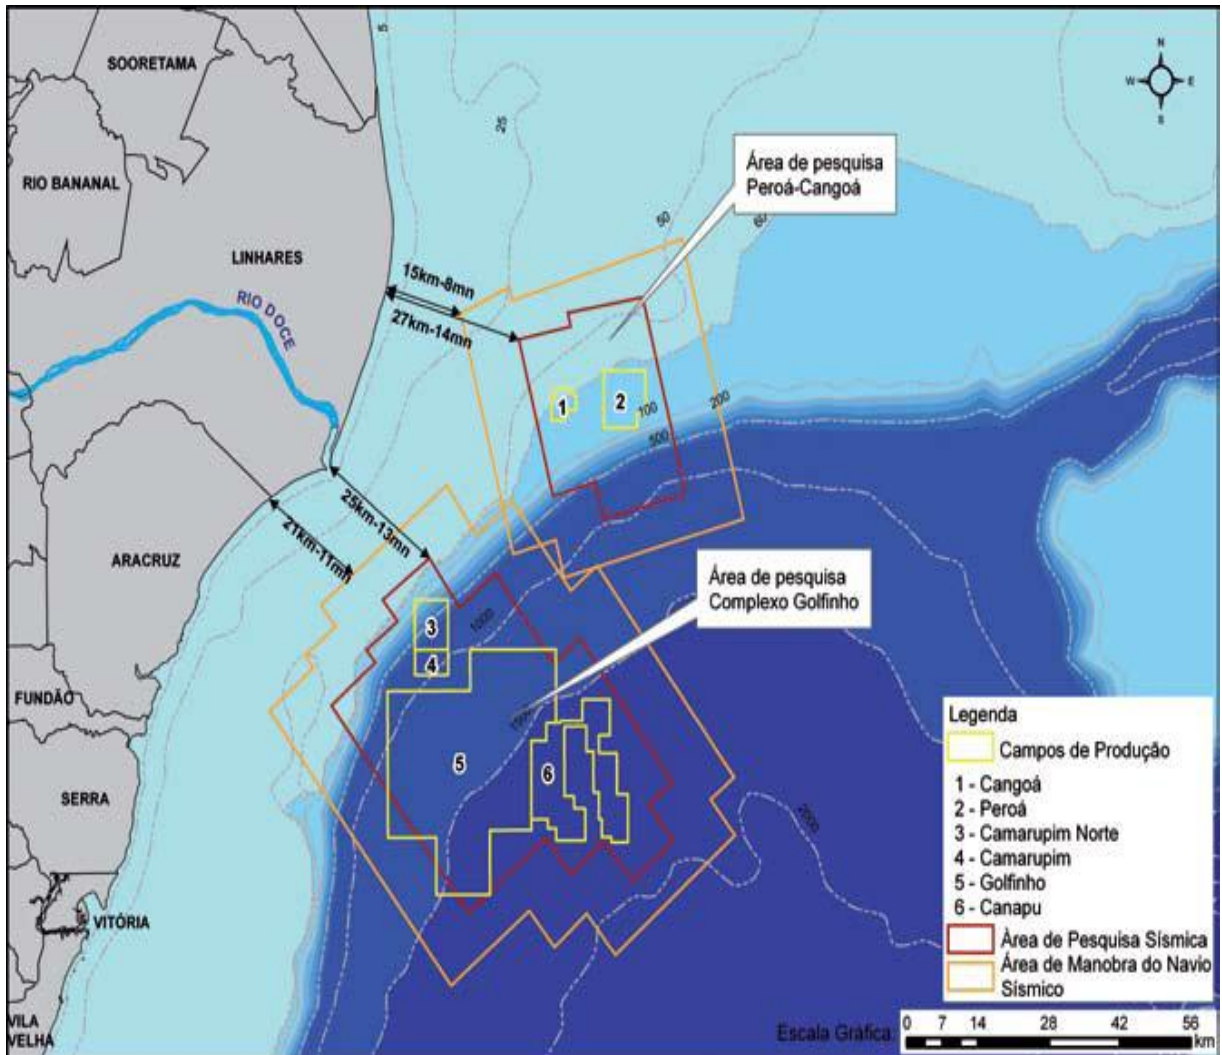 5
SOORETAMA
N
W
E
S
25
RIO BANANAL
Área de pesquisa
Peroá-Cangoá
50
60
LINHARES
15km-8mn
RIO DOCE
27km-14mn
1
2
700
200
500
25km-13mn
21km-11mn
ARACRUZ
Área de pesquisa
Complexo Golfinho
3
1000
4
FUNDÃO
5
6
SERRA
2000
VITÓRIA
VILA
VELHA
Legenda
Campos de Produção
1 - Cangoá
2 - Peroá
3 - Camarupim Norte
4 - Camarupim
5 - Golfinho
6 - Canapu
Área de Pesquisa Sísmica
Área de Manobra do Navio
Sísmico
Escala Gráfica
0 7 14 28 42 56
km